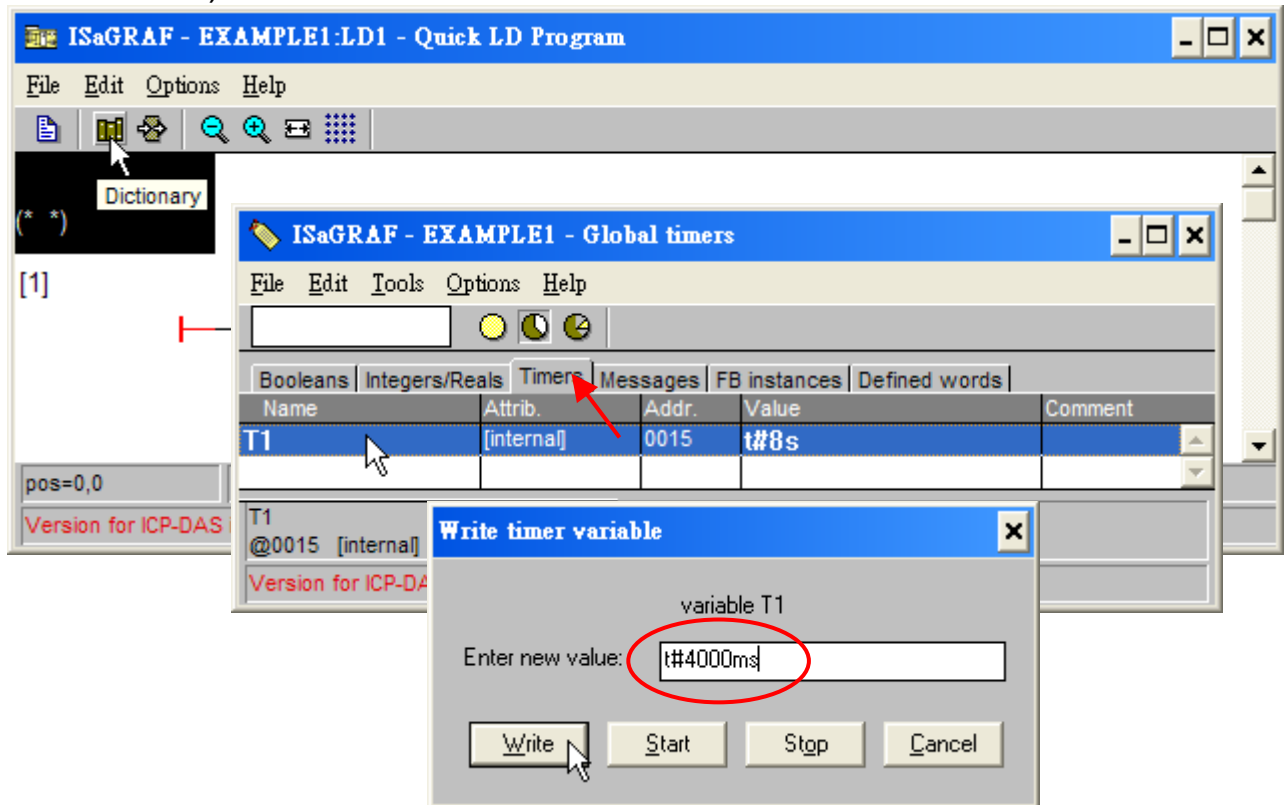 ISaGRAF - EXAMPLE1:LD1 - Quick LD Program
File Edit Options Help
Dictionary
(* *)
[1]
pos=0,0
Version for ICP-DAS
ISaGRAF - EXAMPLE1 - Global timers
File Edit Tools Options Help
Booleans Integers/Reals Timers Messages FB instances Defined words
Name Attrib. Addr. Value Comment
T1 [internal] 0015 t#8s
T1
@0015 [internal]
Version for ICP-DA
Write timer variable
variable T1
Enter new value: t#4000ms
Write Start Stop Cancel